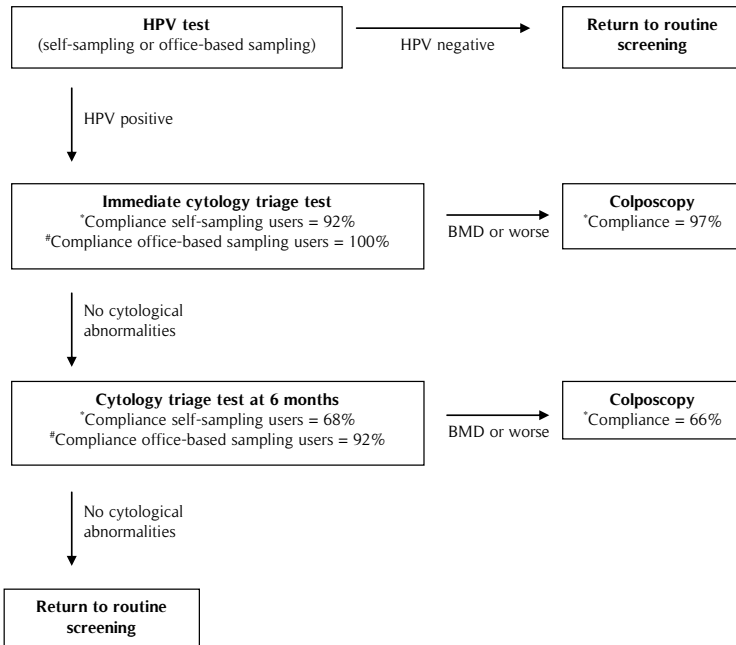 HPV test
(self-sampling or office-based sampling)
HPV negative
Return to routine
screening
HPV positive
Immediate cytology triage test
*Compliance self-sampling users = 92%
#Compliance office-based sampling users = 100%
BMD or worse
Colposcopy
*Compliance = 97%
No cytological
abnormalities
Cytology triage test at 6 months
*Compliance self-sampling users = 68%
#Compliance office-based sampling users = 92%
BMD or worse
Colposcopy
*Compliance = 66%
No cytological
abnormalities
Return to routine
screening